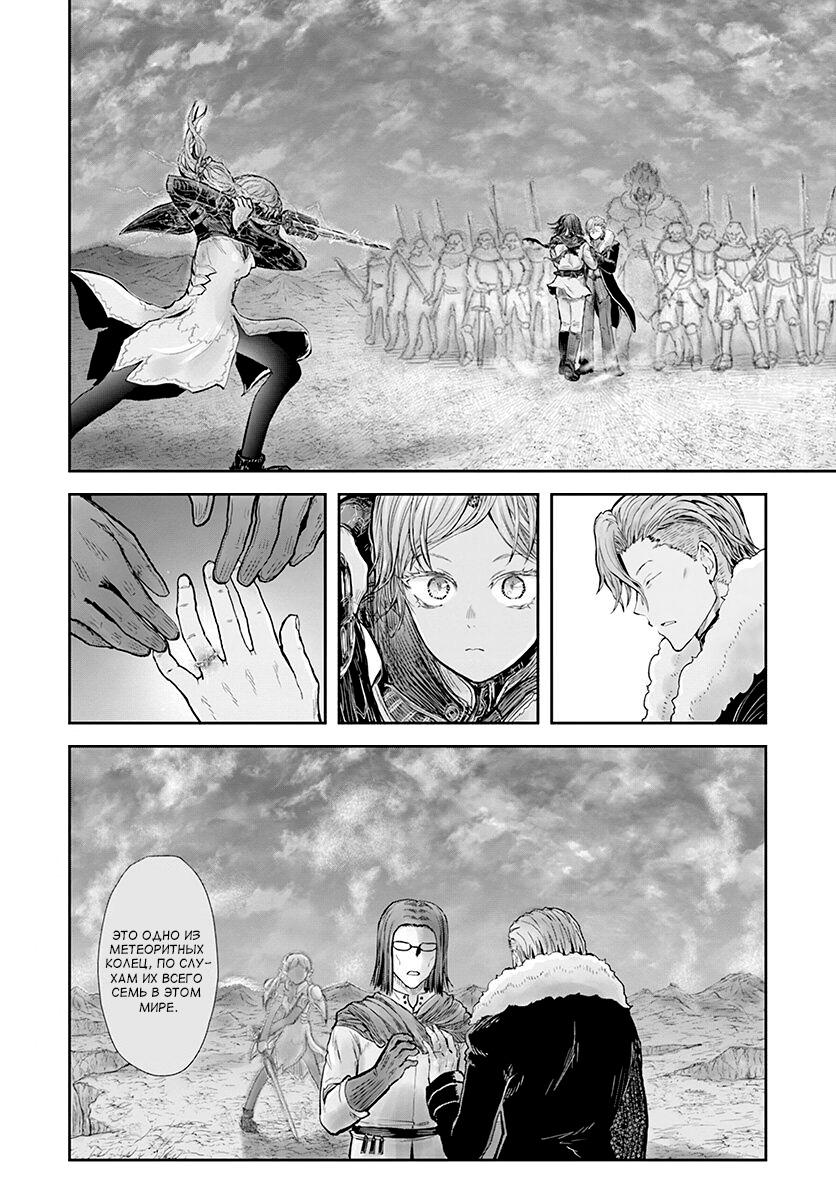 ЭТО ОДНО ИЗ
МЕТЕОРИТНЫХ
КОЛЕЦ, ПО СЛУ-
ХАМ ИХ ВСЕГО
СЕМЬ В ЭТОМ
МИРЕ.